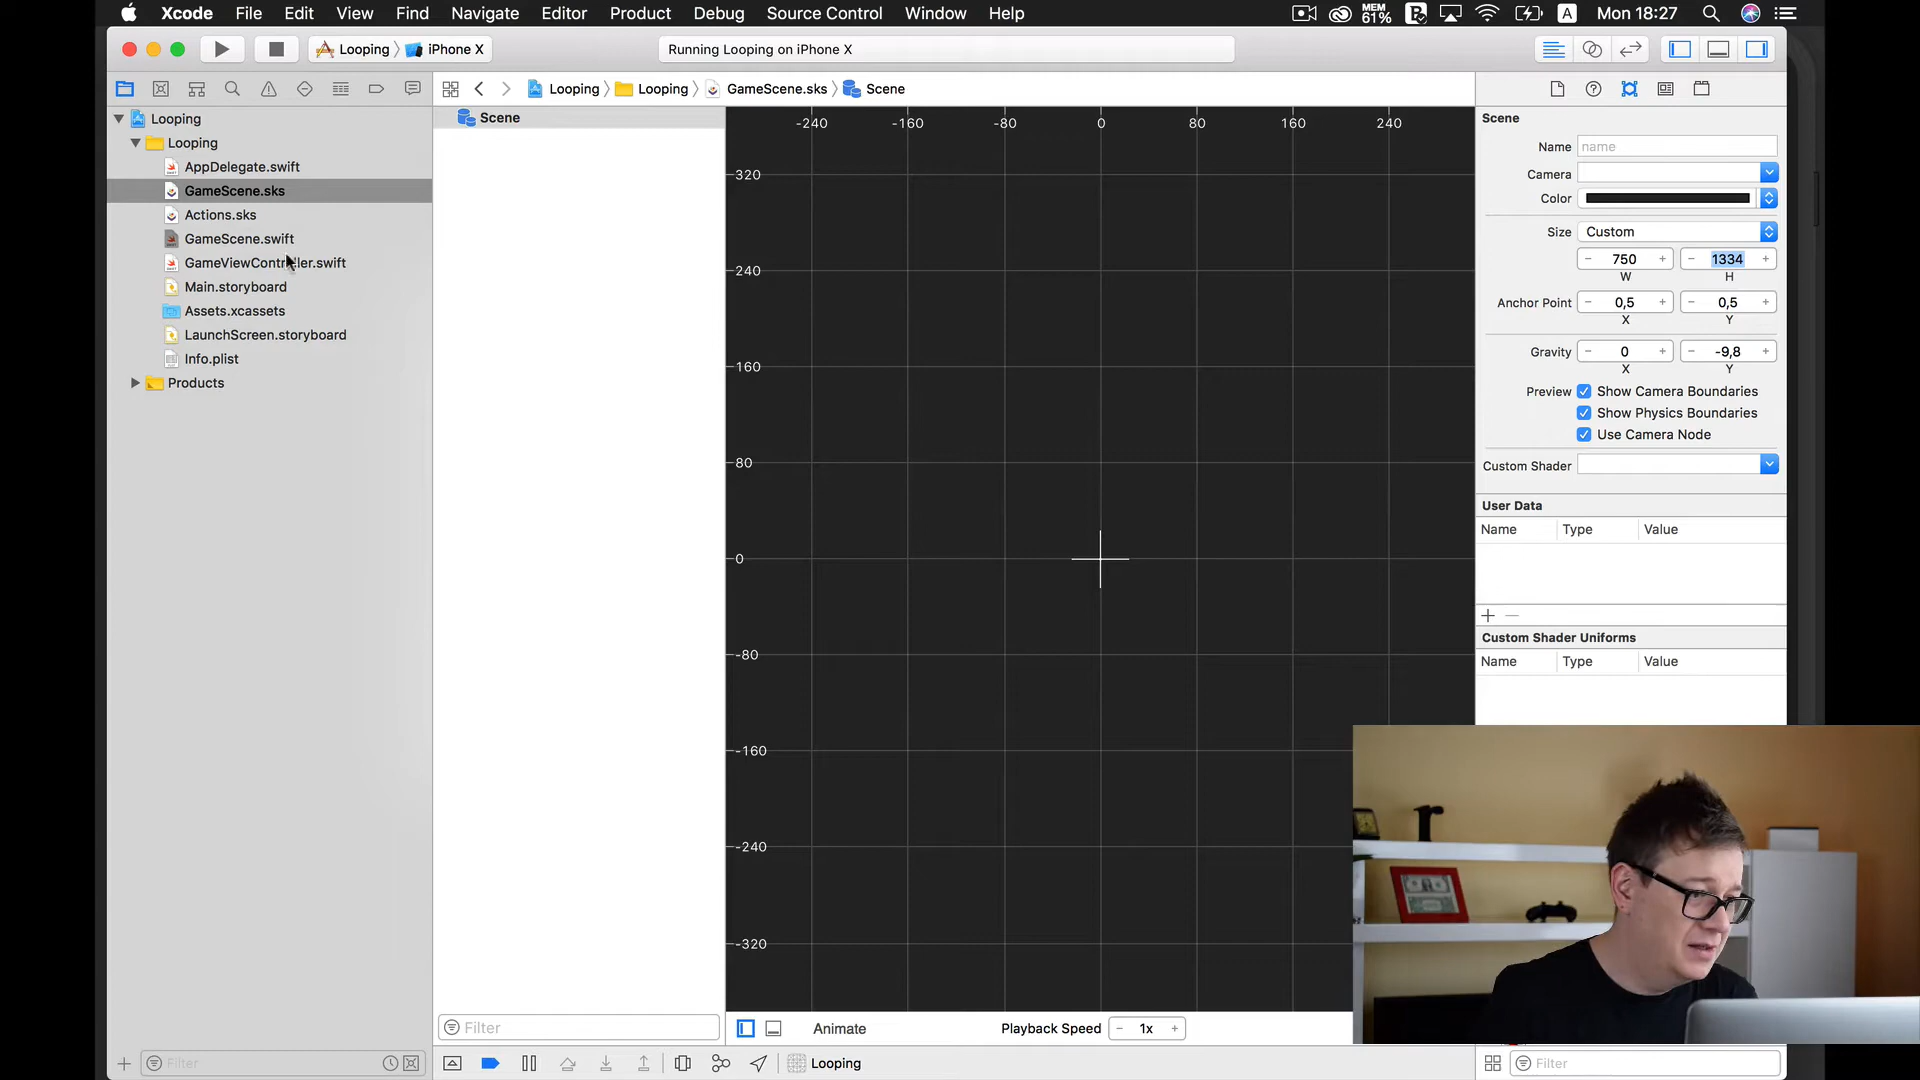 Xcode File Edit View Find Navigate Editor Product Debug Source Control Window Help MEM 61% A Mon 18:27
Looping iPhone X Running Looping on iPhone X
Looping Looping GameScene.sks Scene
Looping
Looping
AppDelegate.swift
GameScene.sks
Actions.sks
GameScene.swift
GameViewController.swift
Main.storyboard
Assets.xcassets
LaunchScreen.storyboard
Info.plist
Products
Filter
Scene
Filter
-240 -160 -80 0 80 160 240
320
240
160
80
0
-80
-160
-240
-320
Animate Playback Speed - 1x +
Looping
Scene
Name name
Camera
Color
Size Custom
- 750 + - 1334 +
W H
Anchor Point - 0,5 + - 0,5 +
X Y
Gravity - 0 + - -9,8 +
X Y
Preview Show Camera Boundaries
Show Physics Boundaries
Use Camera Node
Custom Shader
User Data
Name Type Value
Custom Shader Uniforms
Name Type Value
Filter